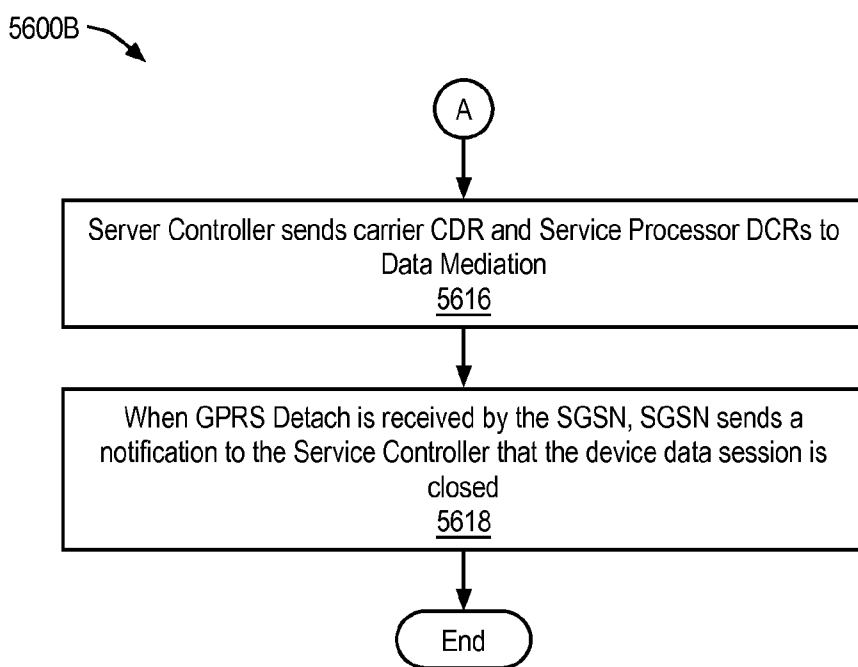 5600B
A
Server Controller sends carrier CDR and Service Processor DCRs to
Data Mediation
5616
When GPRS Detach is received by the SGSN, SGSN sends a
notification to the Service Controller that the device data session is
closed
5618
End